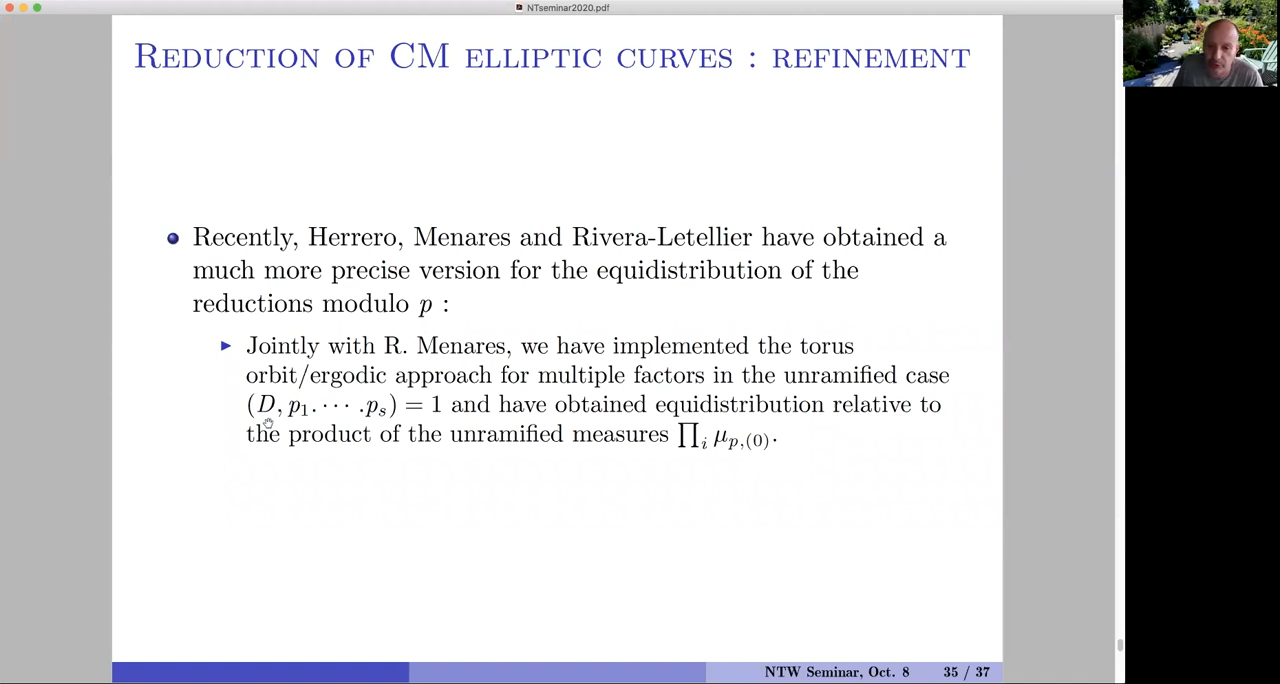 NTseminar2020.pdf
REDUCTION OF CM ELLIPTIC CURVES : REFINEMENT
Recently, Herrero, Menares and Rivera-Letellier have obtained a
much more precise version for the equidistribution of the
reductions modulo p :
Jointly with R. Menares, we have implemented the torus
orbit/ergodic approach for multiple factors in the unramified case
(D, p₁. ··· .pₛ) = 1 and have obtained equidistribution relative to
the product of the unramified measures ∏ᵢ μ_{p,(0)}.
NTW Seminar, Oct. 8 35 / 37